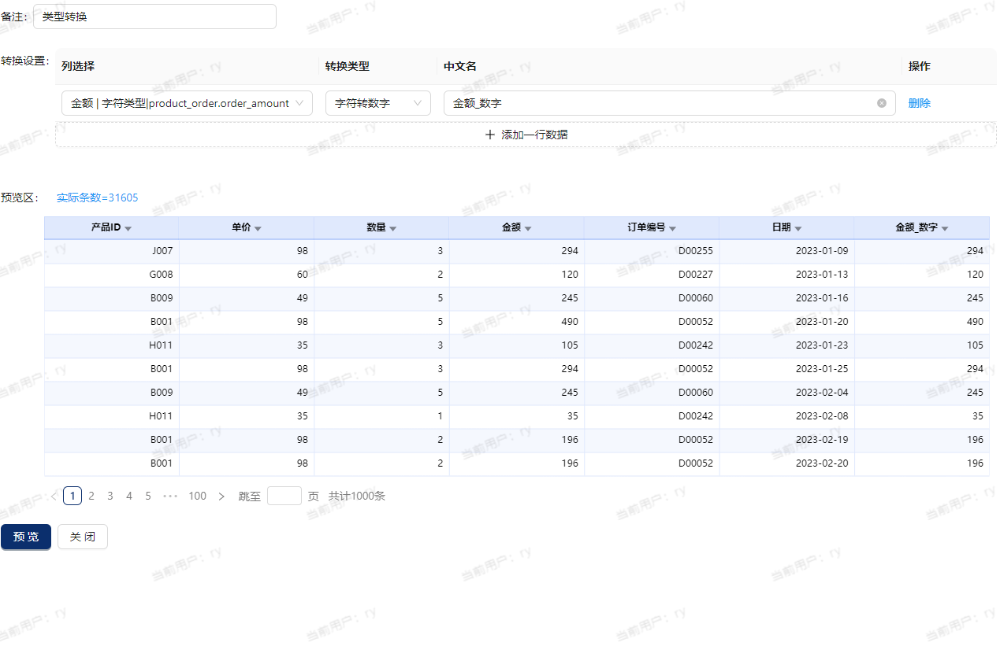 备注： 类型转换
转换设置： 列选择 转换类型 中文名 操作
金额 | 字符类型|product_order.order_amount 字符转数字 金额_数字 删除
添加一行数据
预览区： 实际条数=31605
产品ID 单价 数量 金额 订单编号 日期 金额_数字
J007 98 3 294 D00255 2023-01-09 294
G008 60 2 120 D00227 2023-01-13 120
B009 49 5 245 D00060 2023-01-16 245
B001 98 5 490 D00052 2023-01-20 490
H011 35 3 105 D00242 2023-01-23 105
B001 98 3 294 D00052 2023-01-25 294
B009 49 5 245 D00060 2023-02-04 245
H011 35 1 35 D00242 2023-02-08 35
B001 98 2 196 D00052 2023-02-19 196
B001 98 2 196 D00052 2023-02-20 196
< 1 2 3 4 5 ••• 100 > 跳至 页 共计1000条
预 览 关 闭
当前用户：ry